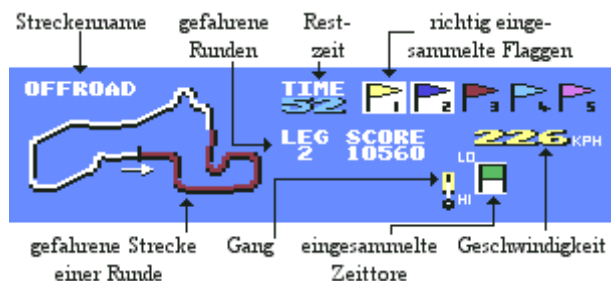 Streckenname gefahrene Rest- richtig einge-
Runden zeit sammelte Flaggen
OFFROAD TIME
52 1 2 3 4 5
LEG SCORE 226 KPH
2 10560 LO
HI
gefahrene Strecke Gang eingesammelte Geschwindigkeit
einer Runde Zeittore